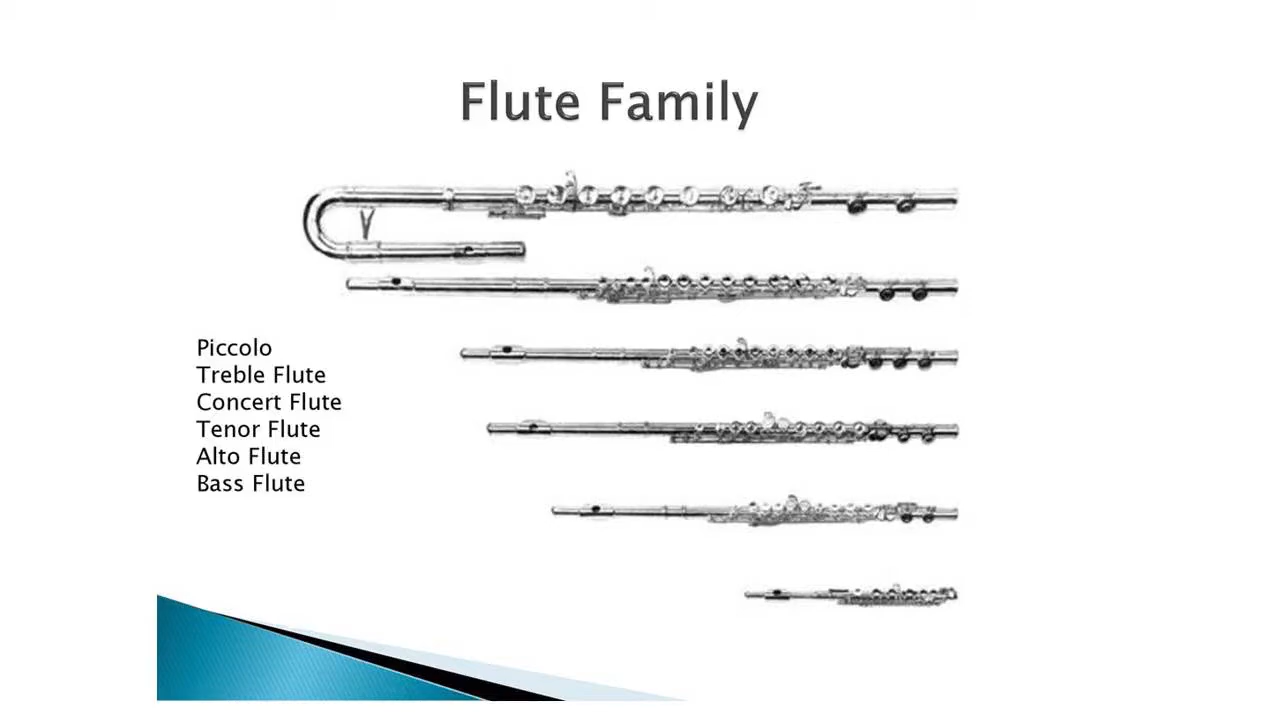 Flute Family
Piccolo
Treble Flute
Concert Flute
Tenor Flute
Alto Flute
Bass Flute